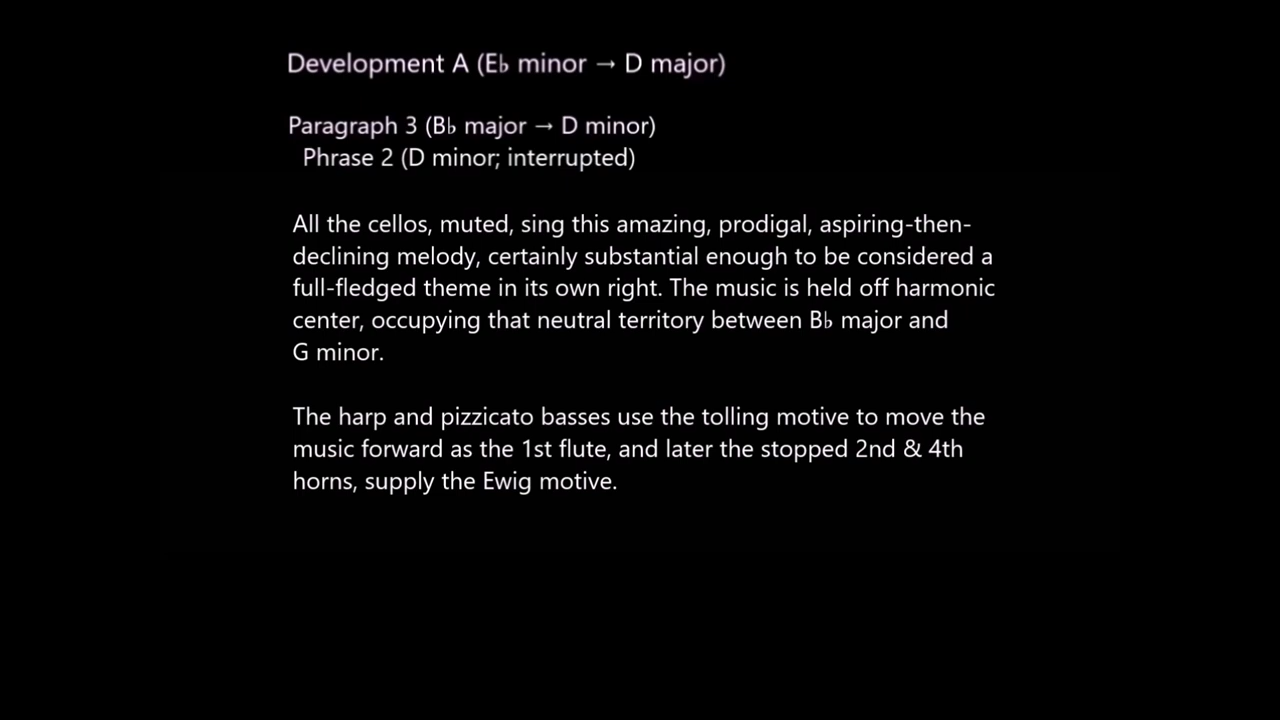 Development A (E♭ minor → D major)
Paragraph 3 (B♭ major → D minor)
Phrase 2 (D minor; interrupted)
All the cellos, muted, sing this amazing, prodigal, aspiring-then-
declining melody, certainly substantial enough to be considered a
full-fledged theme in its own right. The music is held off harmonic
center, occupying that neutral territory between B♭ major and
G minor.
The harp and pizzicato basses use the tolling motive to move the
music forward as the 1st flute, and later the stopped 2nd & 4th
horns, supply the Ewig motive.